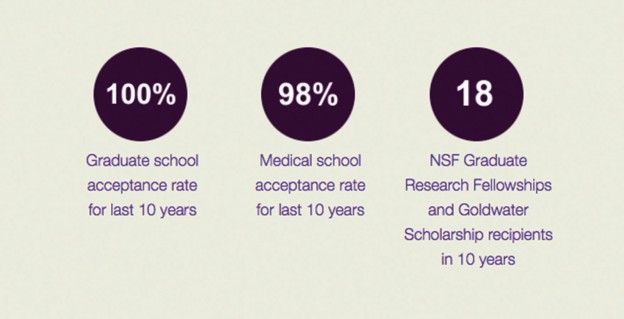 100%
Graduate school
acceptance rate
for last 10 years
98%
Medical school
acceptance rate
for last 10 years
18
NSF Graduate
Research Fellowships
and Goldwater
Scholarship recipients
in 10 years